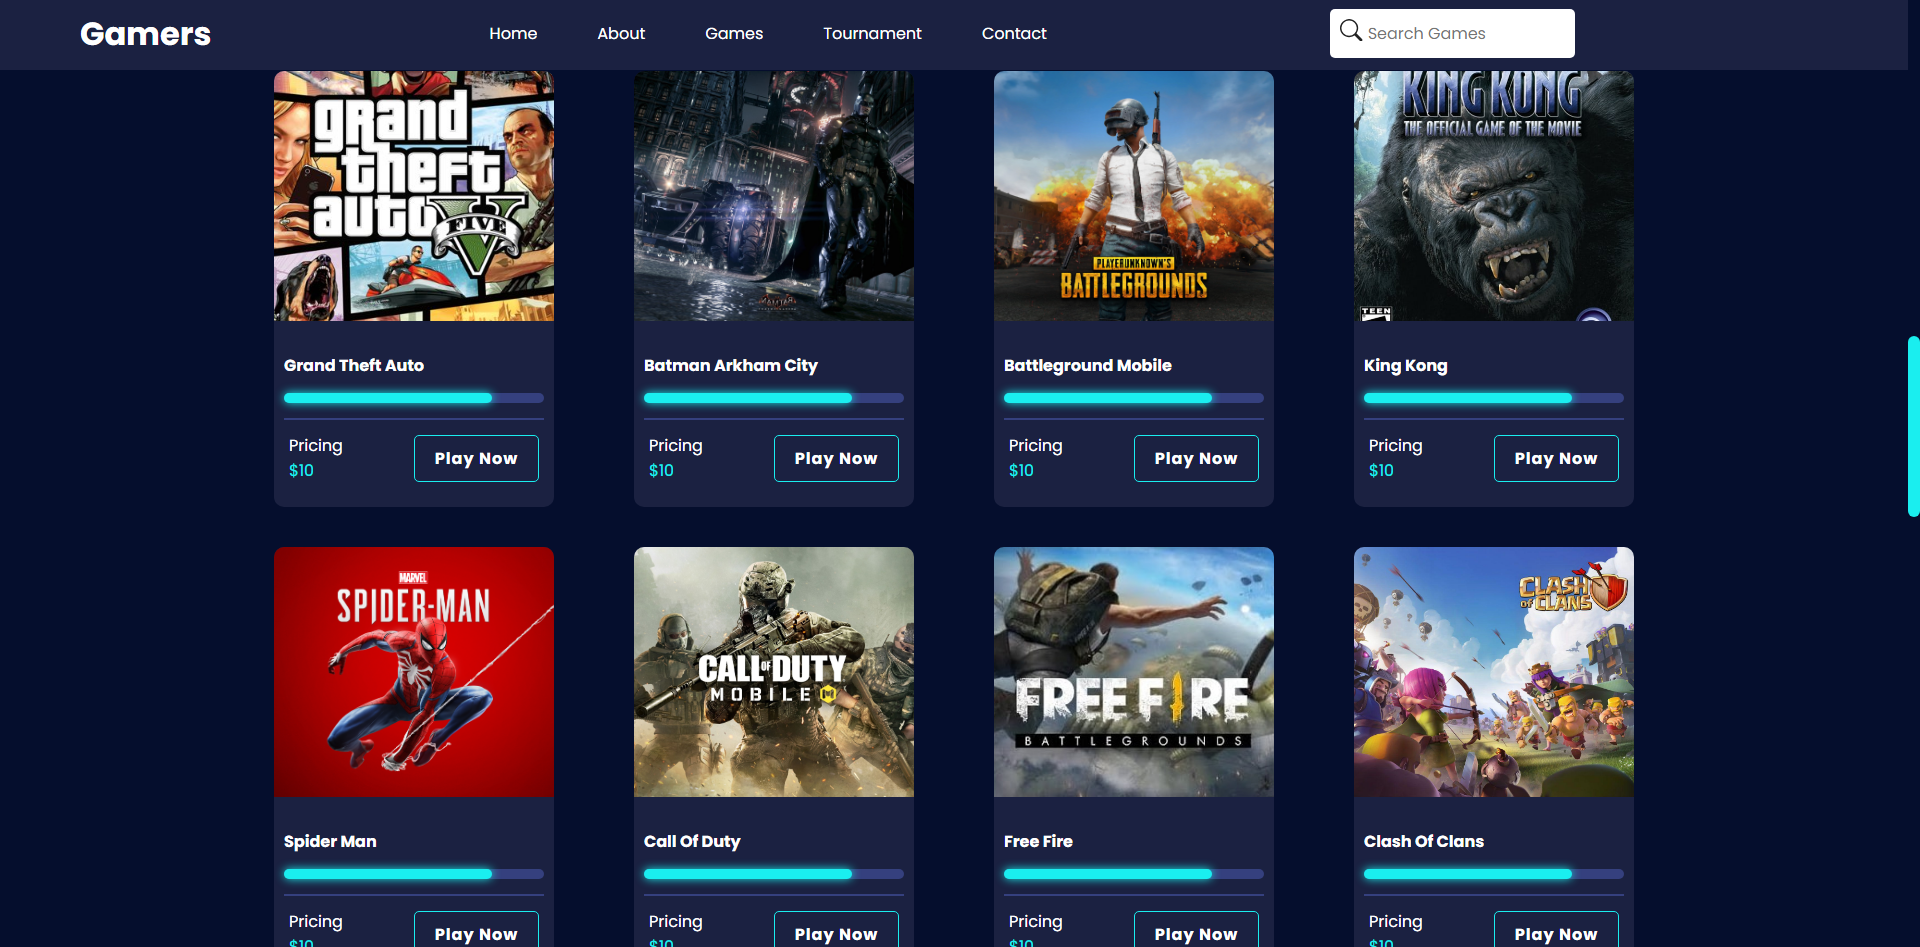 Gamers
Home
About
Games
Tournament
Contact
Search Games
grand
theft
auto
FIVE
PLAYERUNKNOWN'S
BATTLEGROUNDS
KING KONG
THE OFFICIAL GAME OF THE MOVIE
TEEN
Grand Theft Auto
Batman Arkham City
Battleground Mobile
King Kong
Pricing
$10
Play Now
Pricing
$10
Play Now
Pricing
$10
Play Now
Pricing
$10
Play Now
MARVEL
SPIDER-MAN
CALL OF DUTY
MOBILE
FREE FIRE
BATTLEGROUNDS
CLASH
OF CLANS
Spider Man
Call Of Duty
Free Fire
Clash Of Clans
Pricing
$10
Play Now
Pricing
$10
Play Now
Pricing
$10
Play Now
Pricing
$10
Play Now